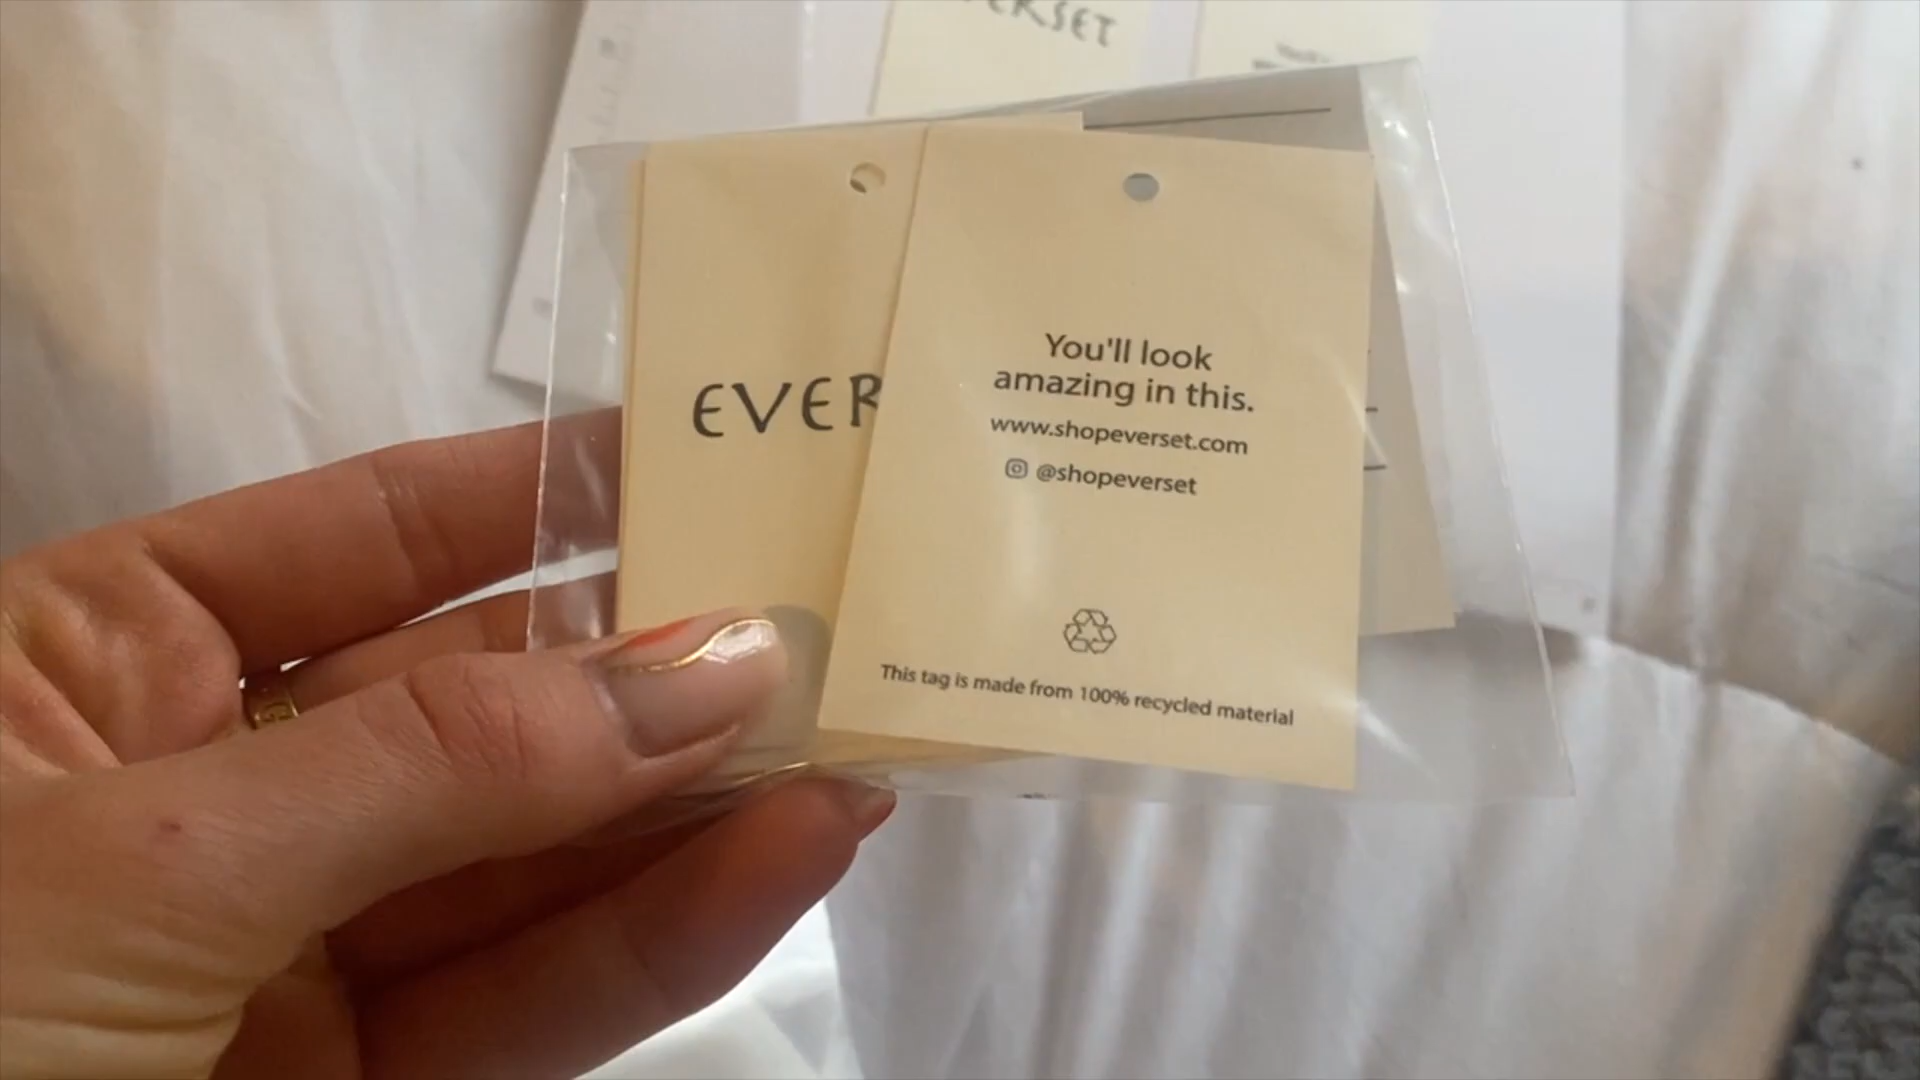 ERSET
EVER
You'll look
amazing in this.
www.shopeverset.com
@shopeverset
This tag is made from 100% recycled material